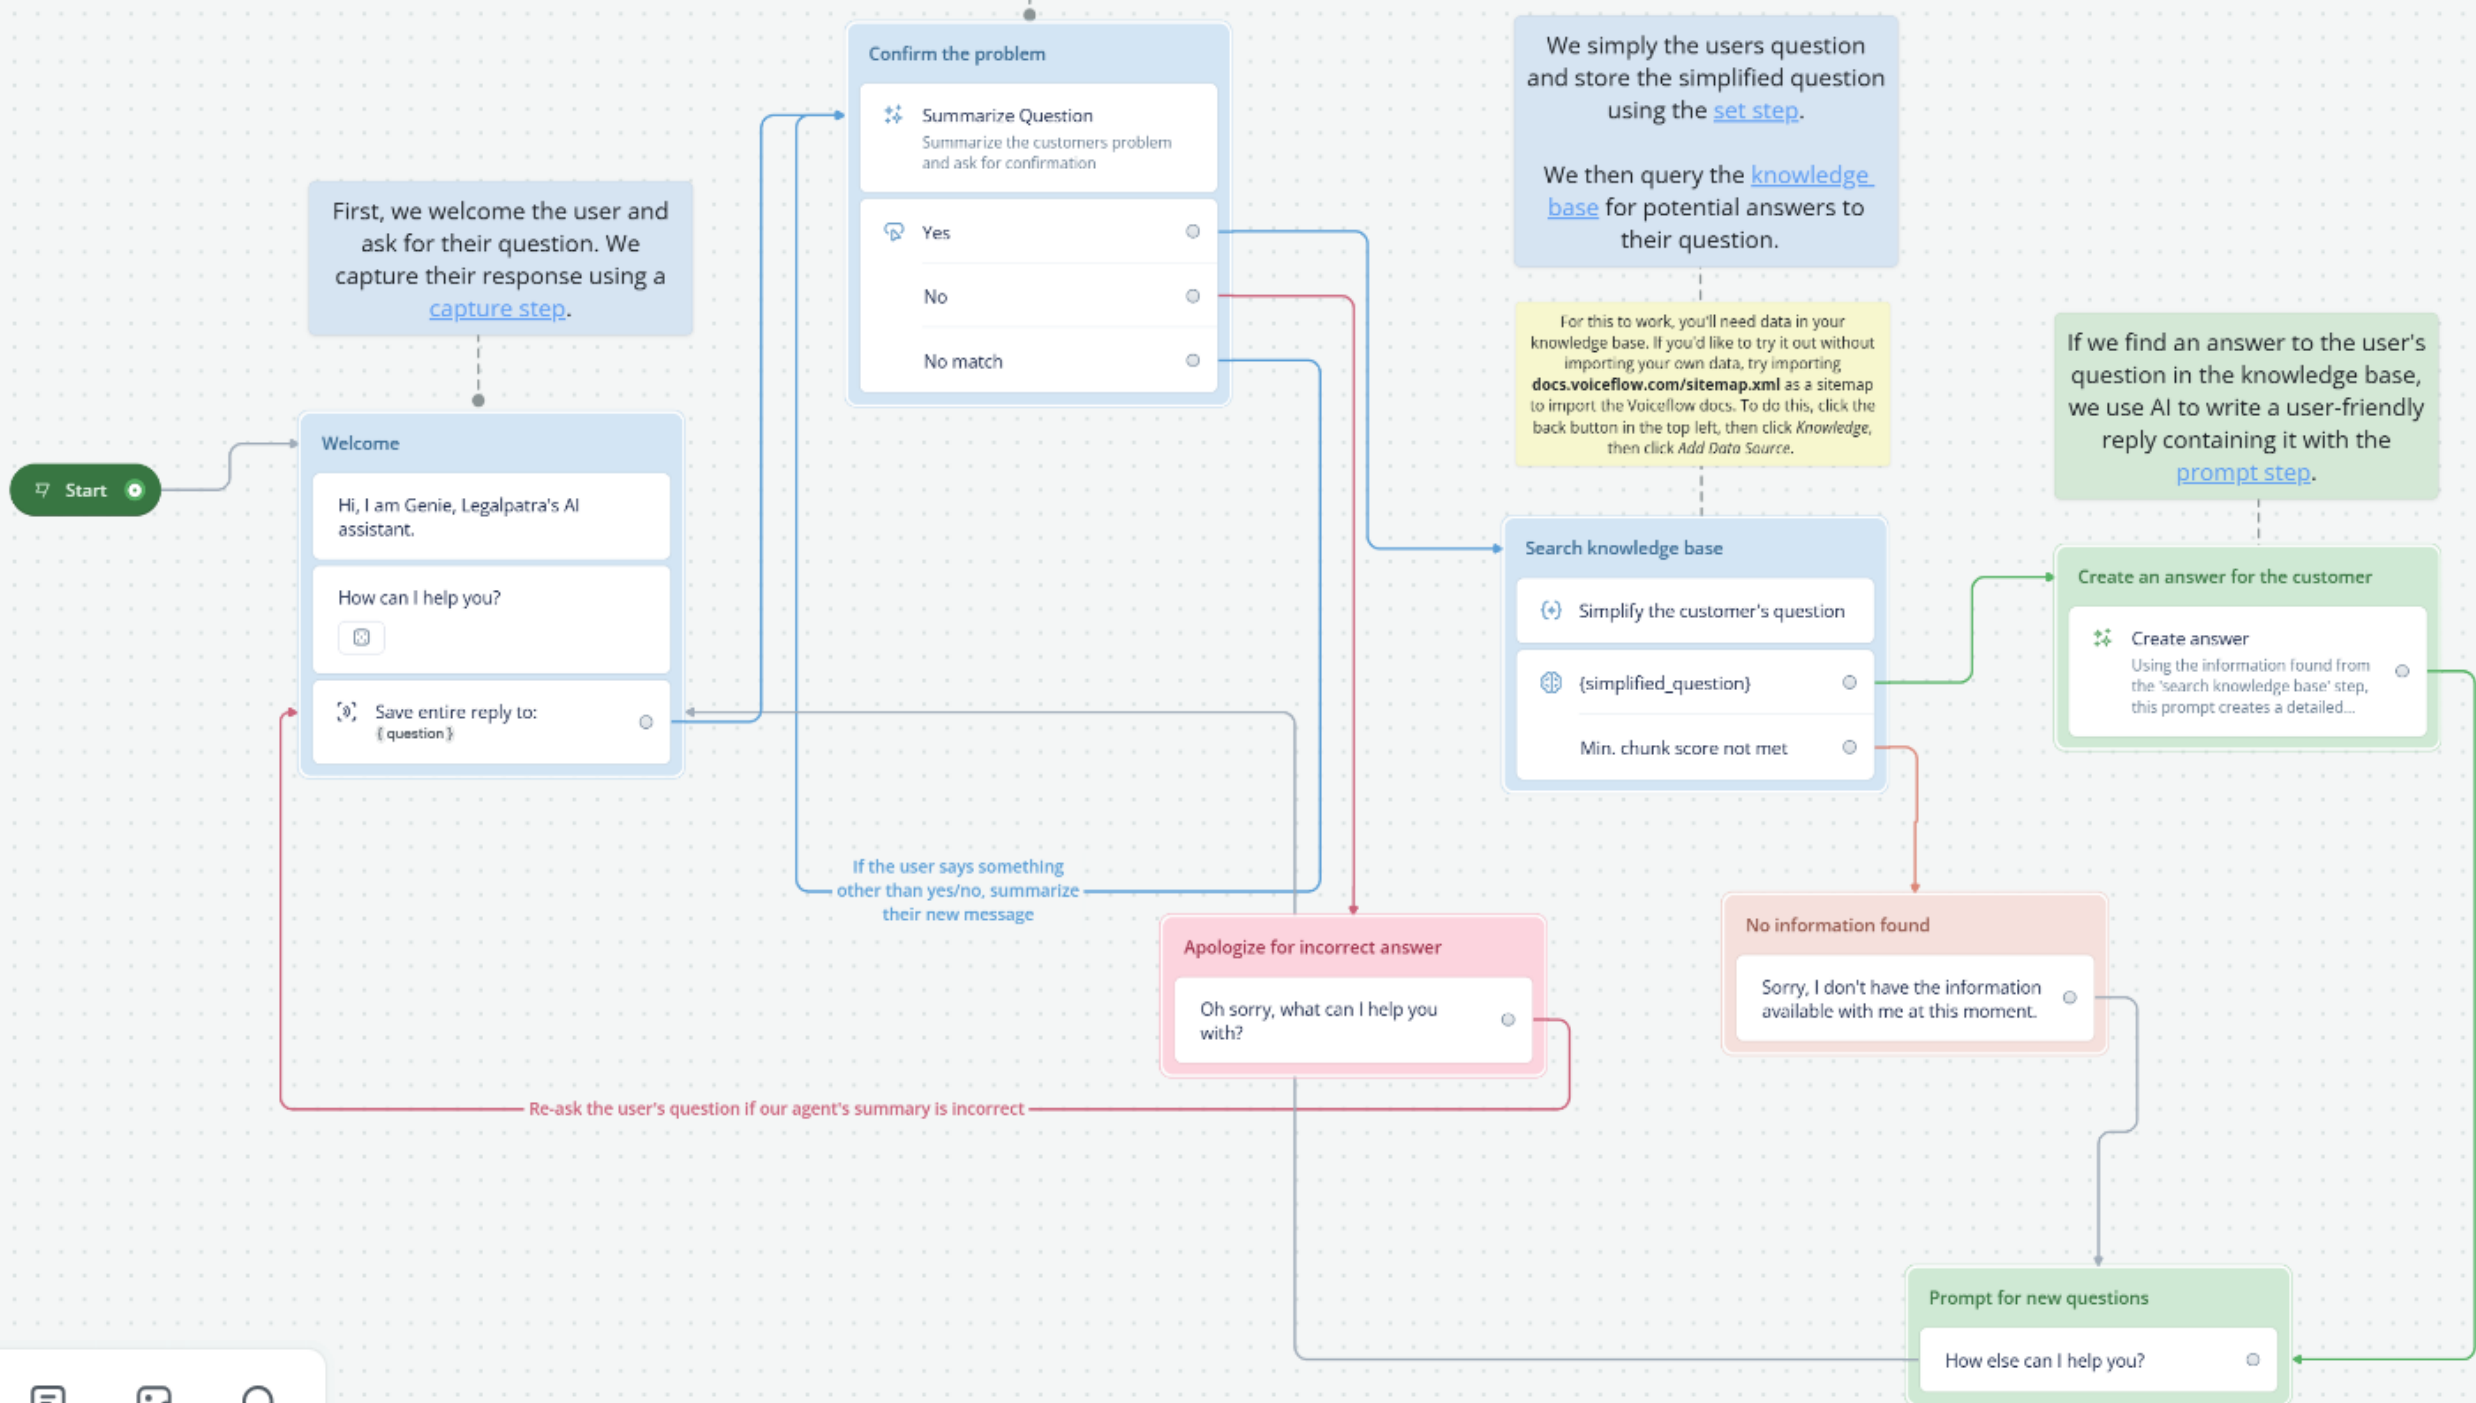 Start
First, we welcome the user and
ask for their question. We
capture their response using a
capture step.
Welcome
Hi, I am Genie, Legalpatra's AI
assistant.
How can I help you?
Save entire reply to:
{ question }
Confirm the problem
Summarize Question
Summarize the customers problem
and ask for confirmation
Yes
No
No match
If the user says something
other than yes/no, summarize
their new message
Apologize for incorrect answer
Oh sorry, what can I help you
with?
Re-ask the user's question if our agent's summary is incorrect
We simply the users question
and store the simplified question
using the set step.
We then query the knowledge
base for potential answers to
their question.
For this to work, you'll need data in your
knowledge base. If you'd like to try it out without
importing your own data, try importing
docs.voiceflow.com/sitemap.xml as a sitemap
to import the Voiceflow docs. To do this, click the
back button in the top left, then click Knowledge,
then click Add Data Source.
Search knowledge base
Simplify the customer's question
{simplified_question}
Min. chunk score not met
No information found
Sorry, I don't have the information
available with me at this moment.
If we find an answer to the user's
question in the knowledge base,
we use AI to write a user-friendly
reply containing it with the
prompt step.
Create an answer for the customer
Create answer
Using the information found from
the 'search knowledge base' step,
this prompt creates a detailed...
Prompt for new questions
How else can I help you?